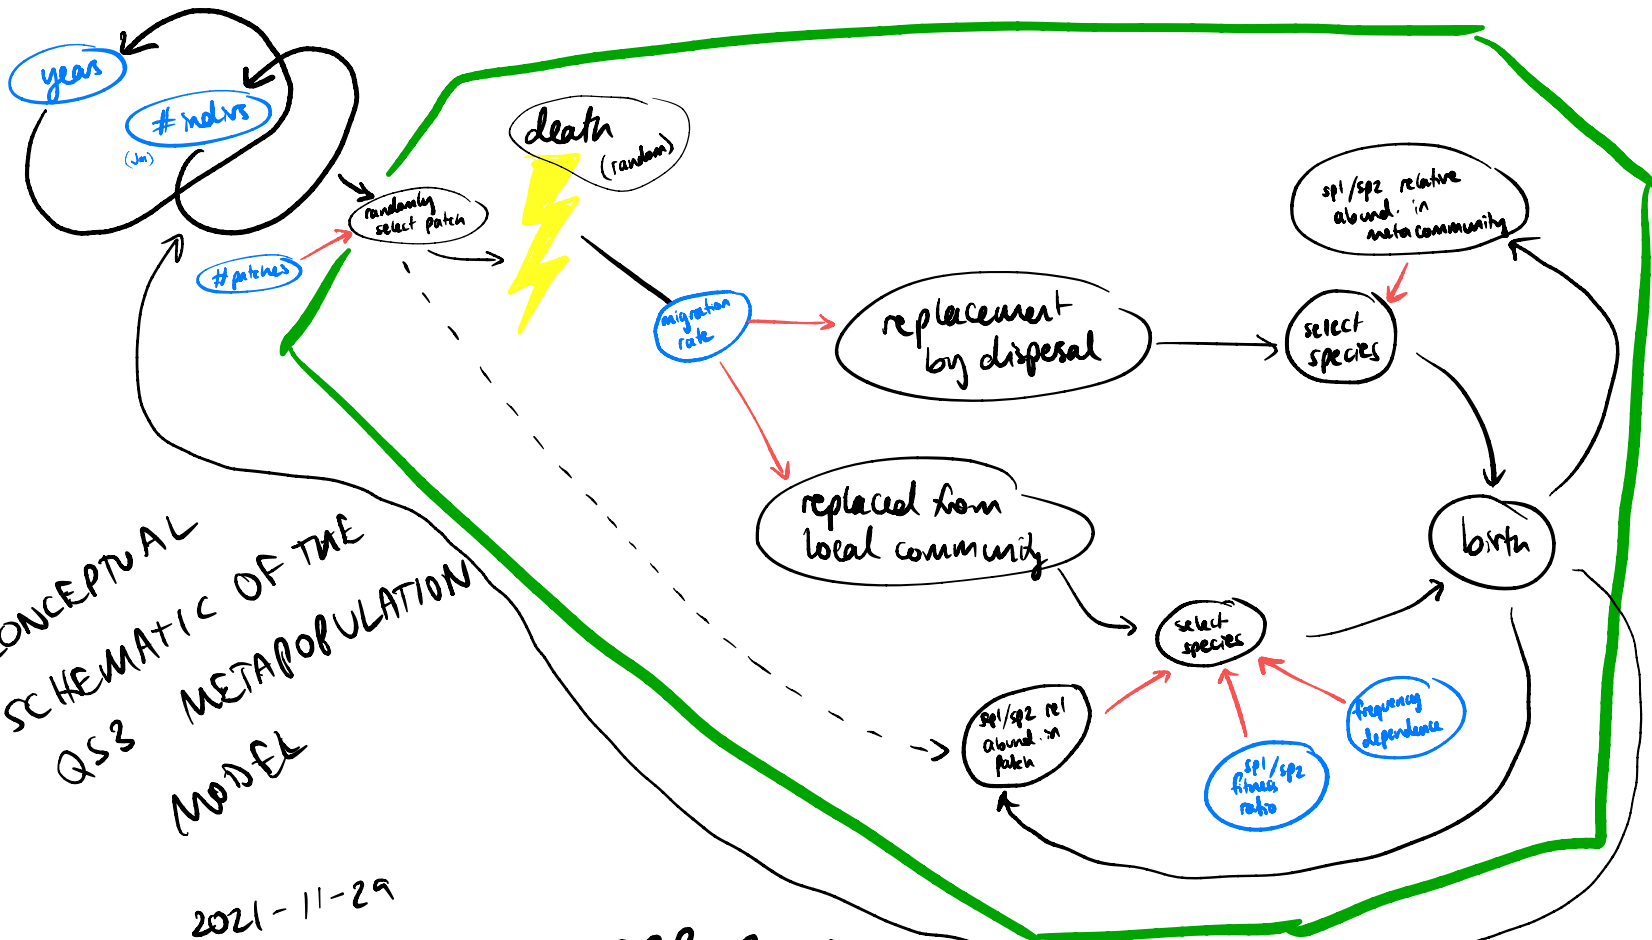 years
# indivs
(Jm)
randomly
select patch
# patches
death
(random)
migration
rate
replacement
by dispesal
sp1/sp2 relative
abund. in
metacommunity
select
species
replaced from
local community
birth
select
species
sp1/sp2 rel
abund. in
patch
sp1/sp2
fitness
ratio
frequency
dependence
CONCEPTUAL
SCHEMATIC OF THE
QS3 METAPOPULATION
MODEL
2021-11-29